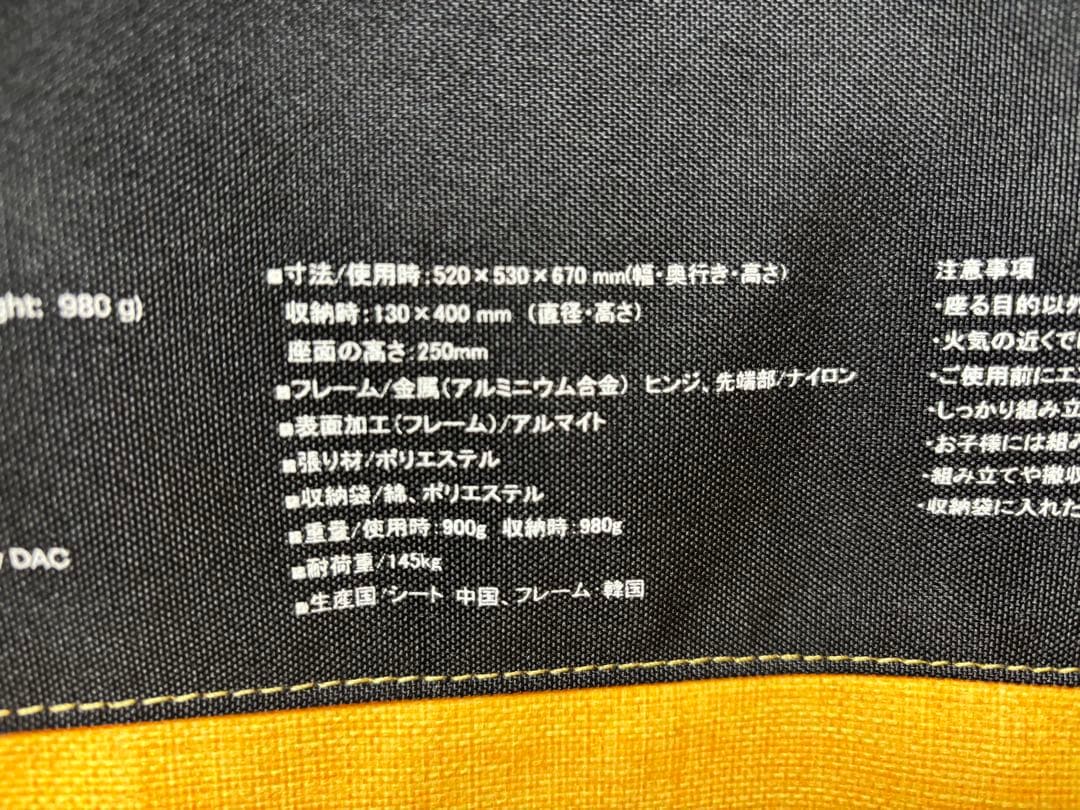 ght: 980 g)
DAC
■寸法/使用時:520×530×670 mm(幅・奥行き・高さ)
収納時:130×400 mm (直径・高さ)
座面の高さ:250mm
■フレーム/金属(アルミニウム合金) ヒンジ、先端部/ナイロン
■表面加工(フレーム)/アルマイト
■張り材/ポリエステル
■収納袋/綿、ポリエステル
■重量/使用時:900g 収納時:980g
■耐荷重/145kg
■生産国/シート 中国、フレーム 韓国
注意事項
・座る目的以外
・火気の近くで
・ご使用前に
・しっかり組み立
・お子様には組み
・組み立てや撤収
・収納袋に入れた